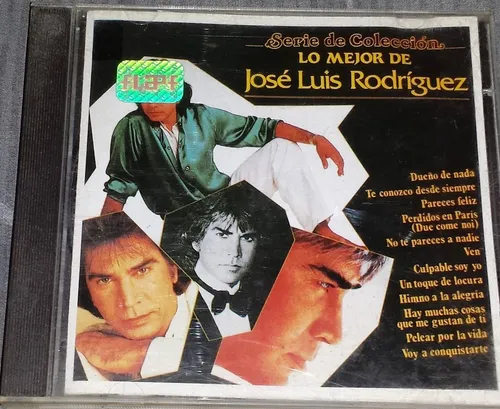 Serie de Colección
LO MEJOR DE
José Luis Rodríguez
Dueño de nada
Te conozco desde siempre
Pareces feliz
Perdidos en París
(Due come noi)
No te pareces a nadie
Ven
Culpable soy yo
Un toque de locura
Himno a la alegría
Hay muchas cosas
que me gustan de ti
Pelear por la vida
Voy a conquistarte